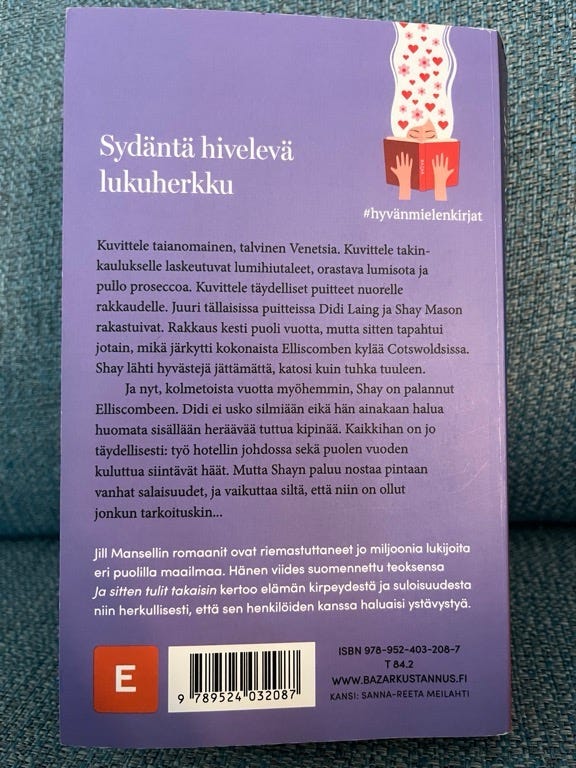 Sydäntä hivelevä
lukuherkku
#hyvänmielenkirjat
Kuvittele taianomainen, talvinen Venetsia. Kuvittele takin-
kaulukselle laskeutuvat lumihiutaleet, orastava lumisota ja
pullo proseccoa. Kuvittele täydelliset puitteet nuorelle
rakkaudelle. Juuri tällaisissa puitteissa Didi Laing ja Shay Mason
rakastuivat. Rakkaus kesti puoli vuotta, mutta sitten tapahtui
jotain, mikä järkytti kokonaista Elliscomben kylää Cotswoldsissa.
Shay lähti hyvästejä jättämättä, katosi kuin tuhka tuuleen.
Ja nyt, kolmetoista vuotta myöhemmin, Shay on palannut
Elliscombeen. Didi ei usko silmiään eikä hän ainakaan halua
huomata sisällään heräävää tuttua kipinää. Kaikkihan on jo
täydellisesti: työ hotellin johdossa sekä puolen vuoden
kuluttua siintävät häät. Mutta Shayn paluu nostaa pintaan
vanhat salaisuudet, ja vaikuttaa siltä, että niin on ollut
jonkun tarkoituskin...
Jill Mansellin romaanit ovat riemastuttaneet jo miljoonia lukijoita
eri puolilla maailmaa. Hänen viides suomennettu teoksensa
Ja sitten tulit takaisin kertoo elämän kirpeydestä ja suloisuudesta
niin herkullisesti, että sen henkilöiden kanssa haluaisi ystävystyä.
E
9 789524 032087
ISBN 978-952-403-208-7
T 84.2
WWW.BAZARKUSTANNUS.FI
KANSI: SANNA-REETA MEILAHTI